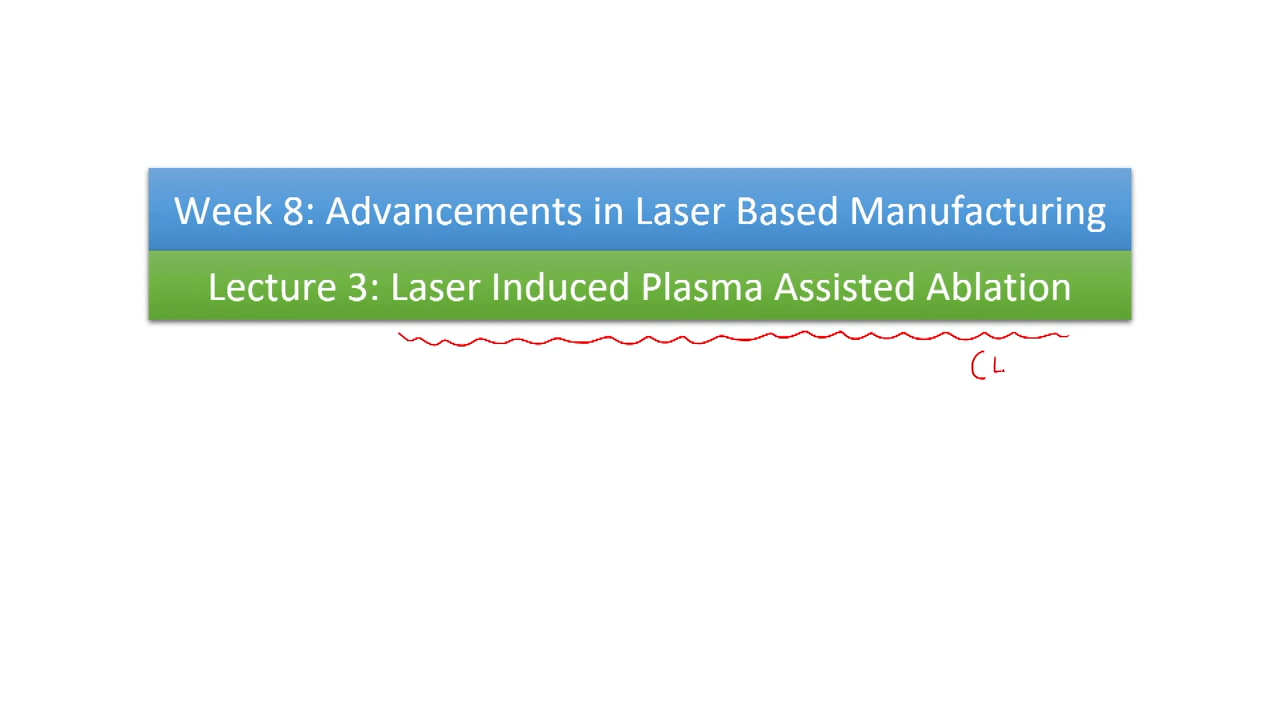 Week 8: Advancements in Laser Based Manufacturing
Lecture 3: Laser Induced Plasma Assisted Ablation
(L